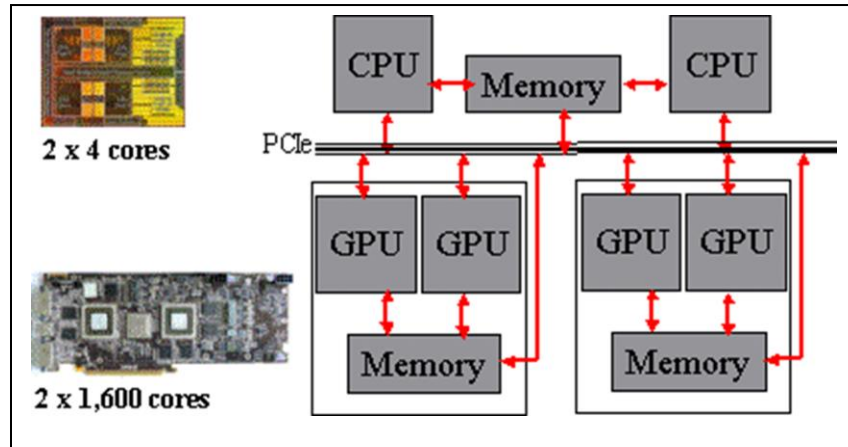 CPU
Memory
CPU
2 x 4 cores
PCIe
GPU
GPU
GPU
GPU
Memory
Memory
2 x 1,600 cores